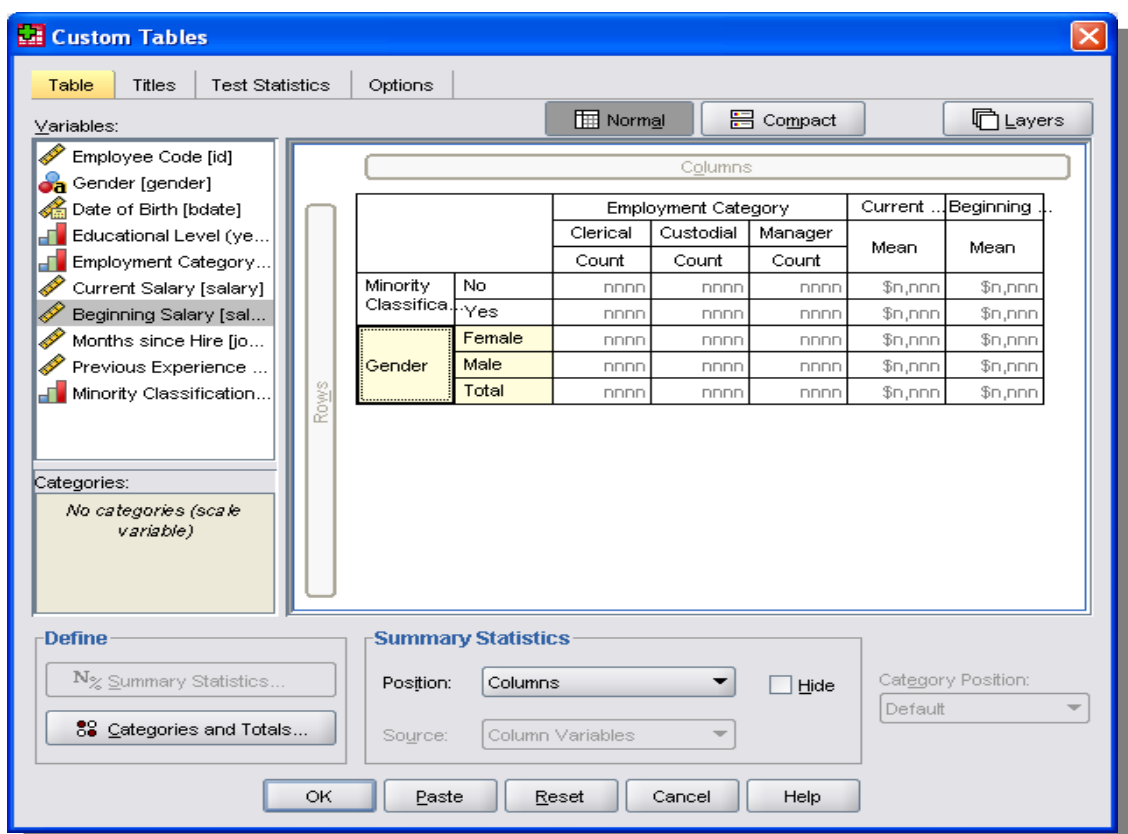 Custom Tables
Table Titles Test Statistics Options
Variables:
Normal Compact Layers
Employee Code [id]
Gender [gender]
Date of Birth [bdate]
Educational Level (ye...
Employment Category...
Current Salary [salary]
Beginning Salary [sal...
Months since Hire [jo...
Previous Experience ...
Minority Classification...
Categories:
No categories (scale
variable)
Columns
Rows
Employment Category Current ... Beginning ...
Clerical Custodial Manager Mean Mean
Count Count Count
Minority Classifica... No nnnn nnnn nnnn $n,nnn $n,nnn
Yes nnnn nnnn nnnn $n,nnn $n,nnn
Gender Female nnnn nnnn nnnn $n,nnn $n,nnn
Male nnnn nnnn nnnn $n,nnn $n,nnn
Total nnnn nnnn nnnn $n,nnn $n,nnn
Define
N% Summary Statistics...
Categories and Totals...
Summary Statistics
Position: Columns Hide
Source: Column Variables
Category Position:
Default
OK Paste Reset Cancel Help